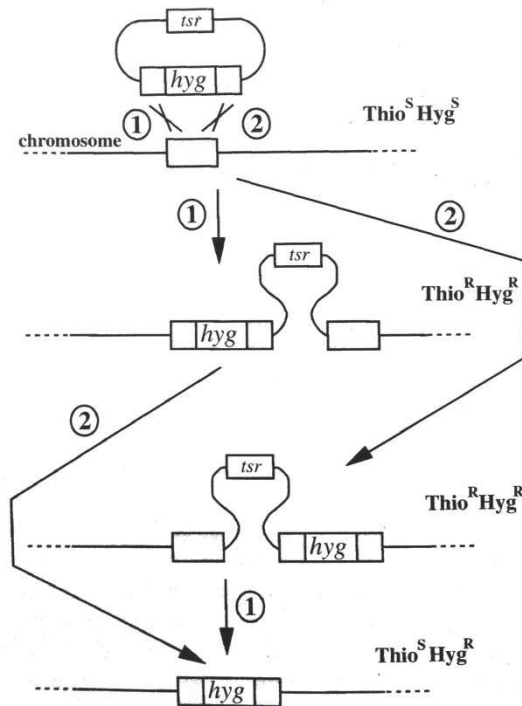 tsr
hyg
① ②
Thio^S Hyg^S
chromosome
① ②
tsr
Thio^R Hyg^R
hyg
②
tsr
Thio^R Hyg^R
hyg
①
Thio^S Hyg^R
hyg